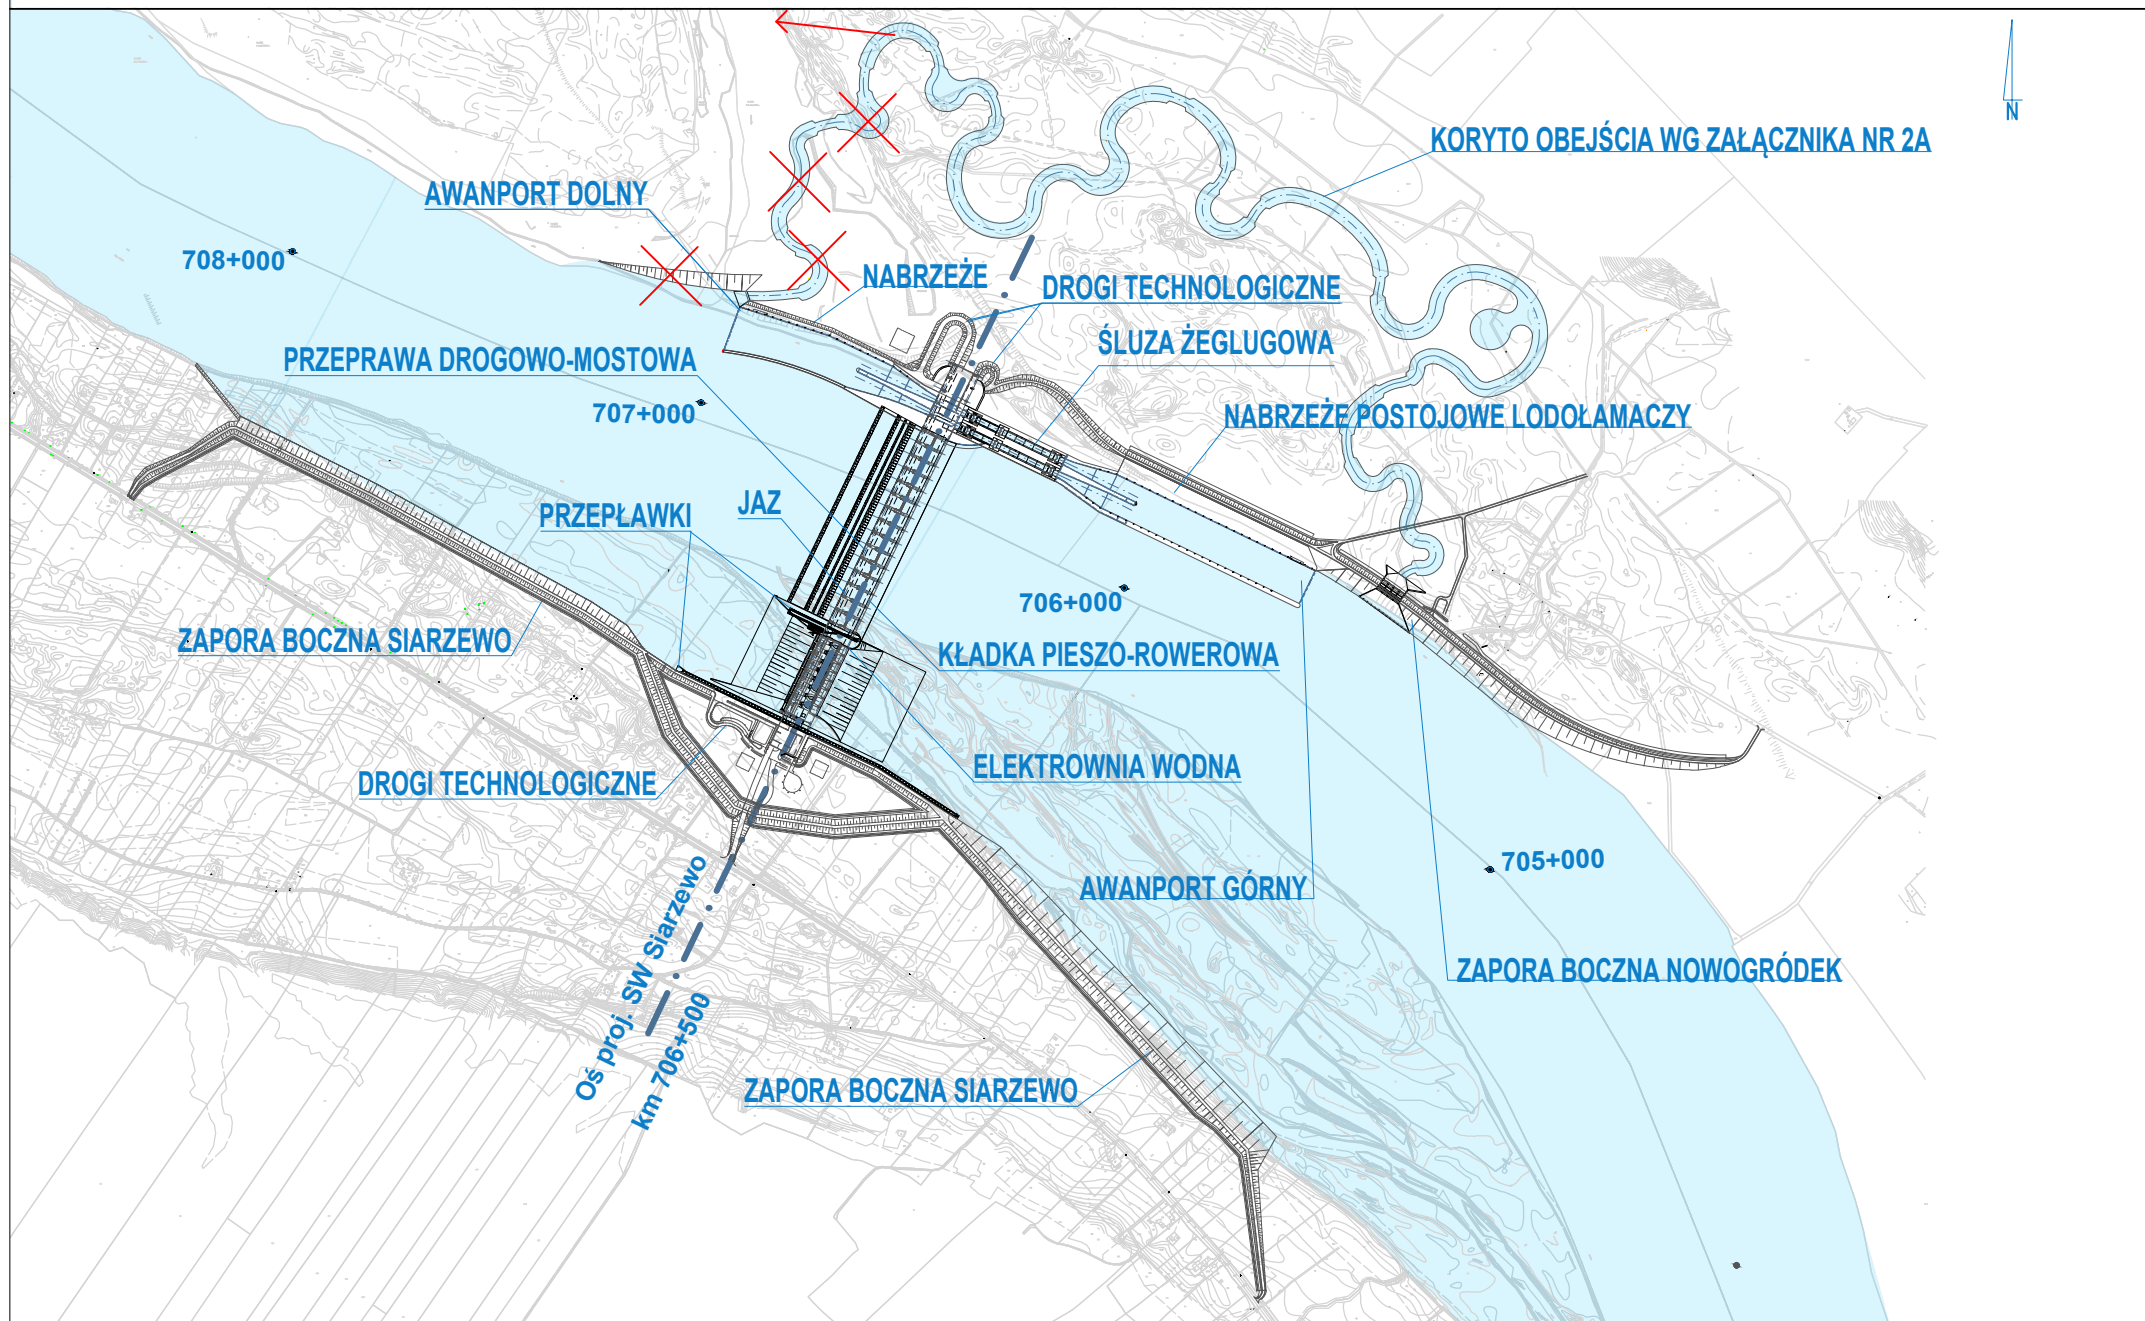 N
KORYTO OBEJŚCIA WG ZAŁĄCZNIKA NR 2A
AWANPORT DOLNY
708+000
NABRZEŻE
DROGI TECHNOLOGICZNE
ŚLUZA ŻEGLUGOWA
PRZEPRAWA DROGOWO-MOSTOWA
707+000
NABRZEŻE POSTOJOWE LODOŁAMACZY
JAZ
PRZEPŁAWKI
706+000
ZAPORA BOCZNA SIARZEWO
KŁADKA PIESZO-ROWEROWA
ELEKTROWNIA WODNA
DROGI TECHNOLOGICZNE
705+000
AWANPORT GÓRNY
ZAPORA BOCZNA NOWOGRÓDEK
Oś proj. SW Siarzewo
km 706+500
ZAPORA BOCZNA SIARZEWO